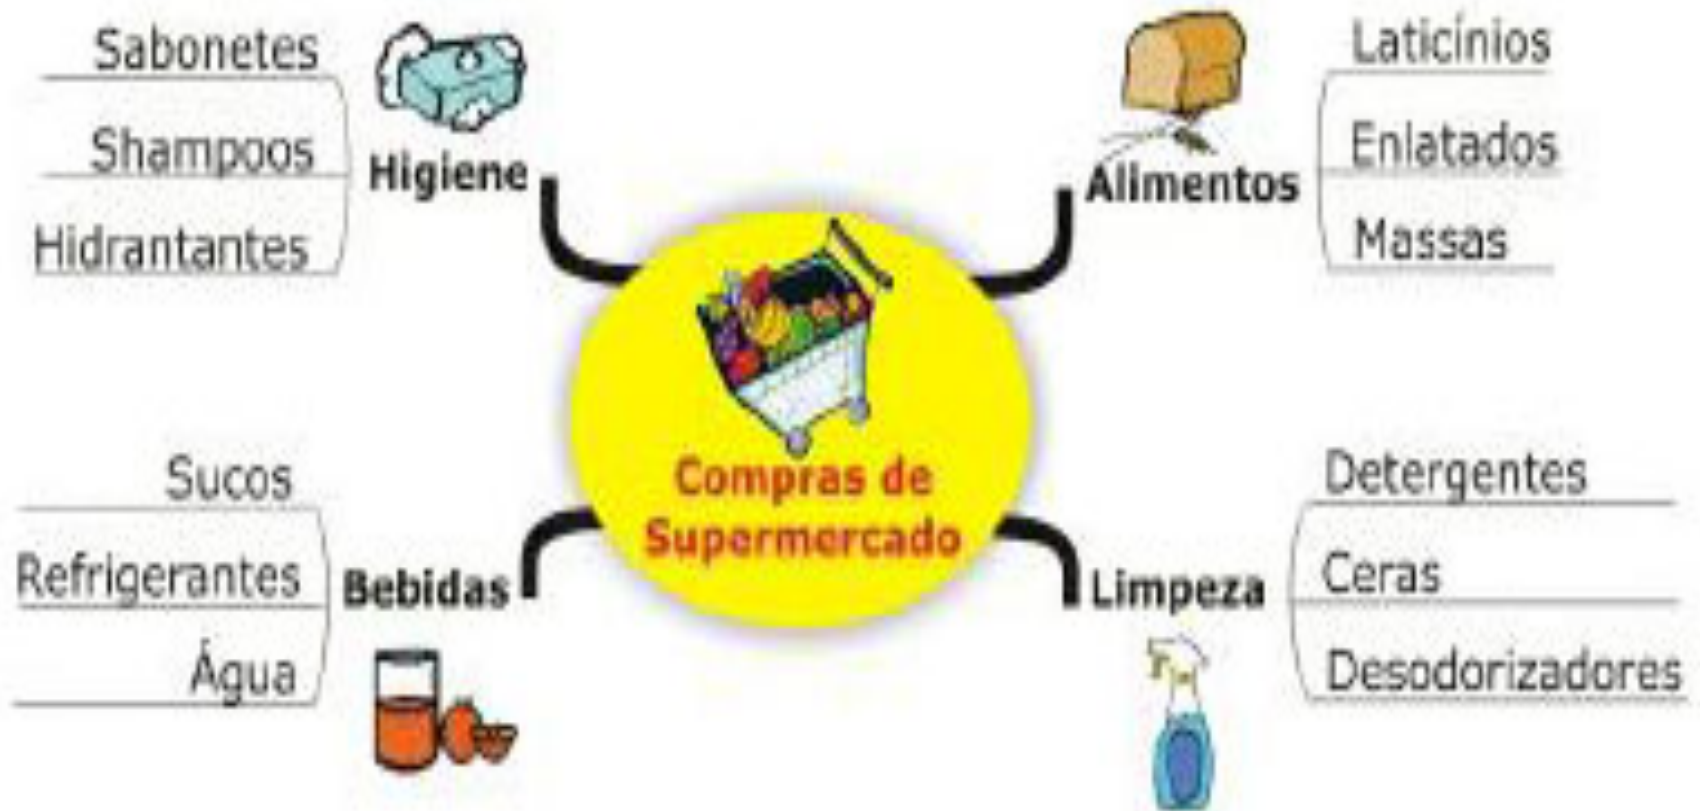 Sabonetes
Shampoos
Hidrantantes
Higiene
Laticínios
Enlatados
Massas
Alimentos
Compras de
Supermercado
Sucos
Refrigerantes
Água
Bebidas
Detergentes
Ceras
Desodorizadores
Limpeza